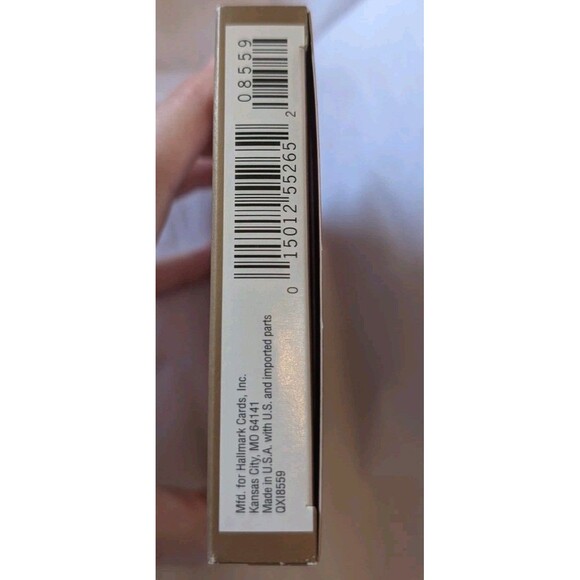 08559
0 15012 55265 2
Mfd. for Hallmark Cards, Inc.
Kansas City, MO 64141
Made in U.S.A. with U.S. and imported parts
QXI8559